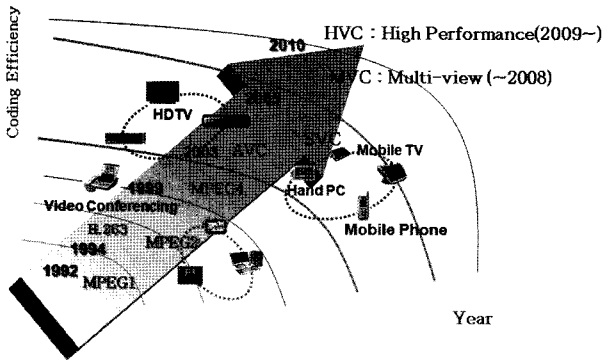 Coding Efficiency
2010
HVC : High Performance(2009~)
MVC : Multi-view (~2008)
HDTV
2003
AVC
SVC
Mobile TV
1999
MPEG4
Hand PC
Video Conferencing
H.263
MPEG2
Mobile Phone
1994
1992
MPEG1
Year